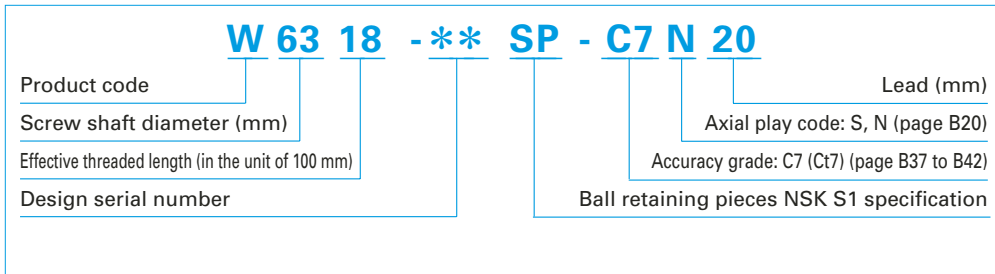 W 63 18 -** SP - C7 N 20
Product code
Lead (mm)
Screw shaft diameter (mm)
Axial play code: S, N (page B20)
Effective threaded length (in the unit of 100 mm)
Accuracy grade: C7 (Ct7) (page B37 to B42)
Design serial number
Ball retaining pieces NSK S1 specification